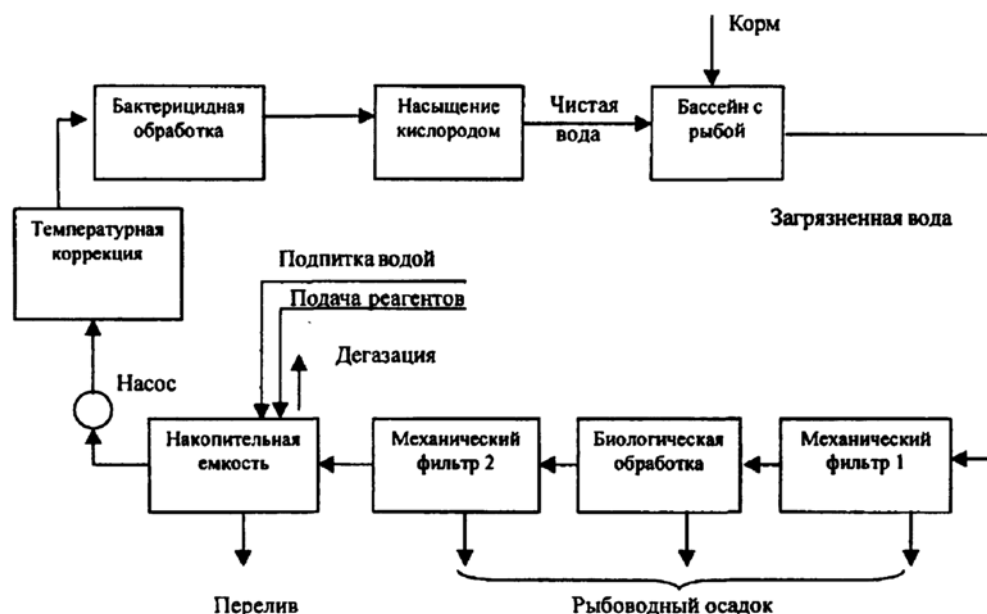 Корм
Бактерицидная
обработка
Насыщение
кислородом
Чистая
вода
Бассейн с
рыбой
Загрязненная вода
Температурная
коррекция
Подпитка водой
Подача реагентов
Дегазация
Насос
Накопительная
емкость
Механический
фильтр 2
Биологическая
обработка
Механический
фильтр 1
Перелив
Рыбоводный осадок